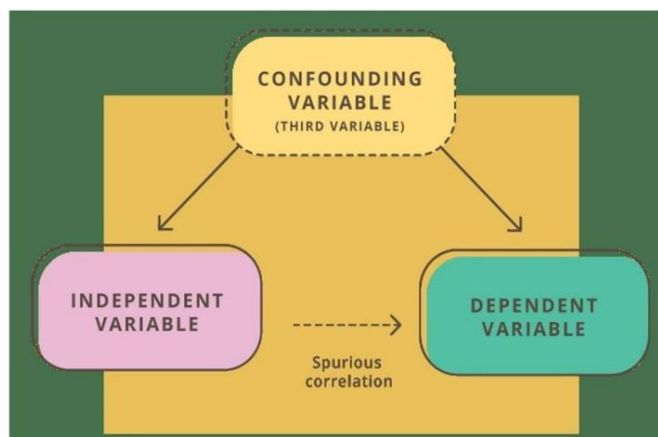 CONFOUNDING
VARIABLE
(THIRD VARIABLE)
INDEPENDENT
VARIABLE
DEPENDENT
VARIABLE
Spurious
correlation